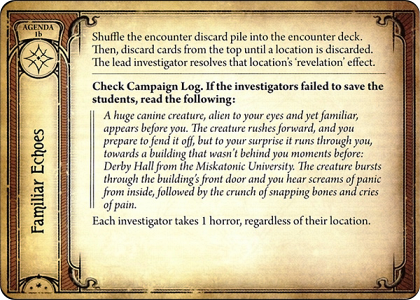 AGENDA
1b
Familiar Echoes
Shuffle the encounter discard pile into the encounter deck.
Then, discard cards from the top until a location is discarded.
The lead investigator resolves that location's ‘revelation’ effect.
Check Campaign Log. If the investigators failed to save the
students, read the following:
A huge canine creature, alien to your eyes and yet familiar,
appears before you. The creature rushes forward, and you
prepare to fend it off, but to your surprise it runs through you,
towards a building that wasn't behind you moments before:
Derby Hall from the Miskatonic University. The creature bursts
through the building's front door and you hear screams of panic
from inside, followed by the crunch of snapping bones and cries
of pain.
Each investigator takes 1 horror, regardless of their location.